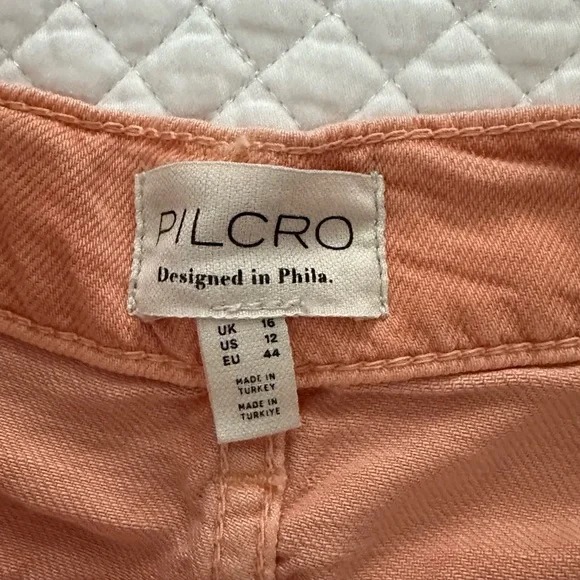 PILCRO
Designed in Phila.
UK 16
US 12
EU 44
MADE IN
TURKEY
MADE IN
TURKIYE